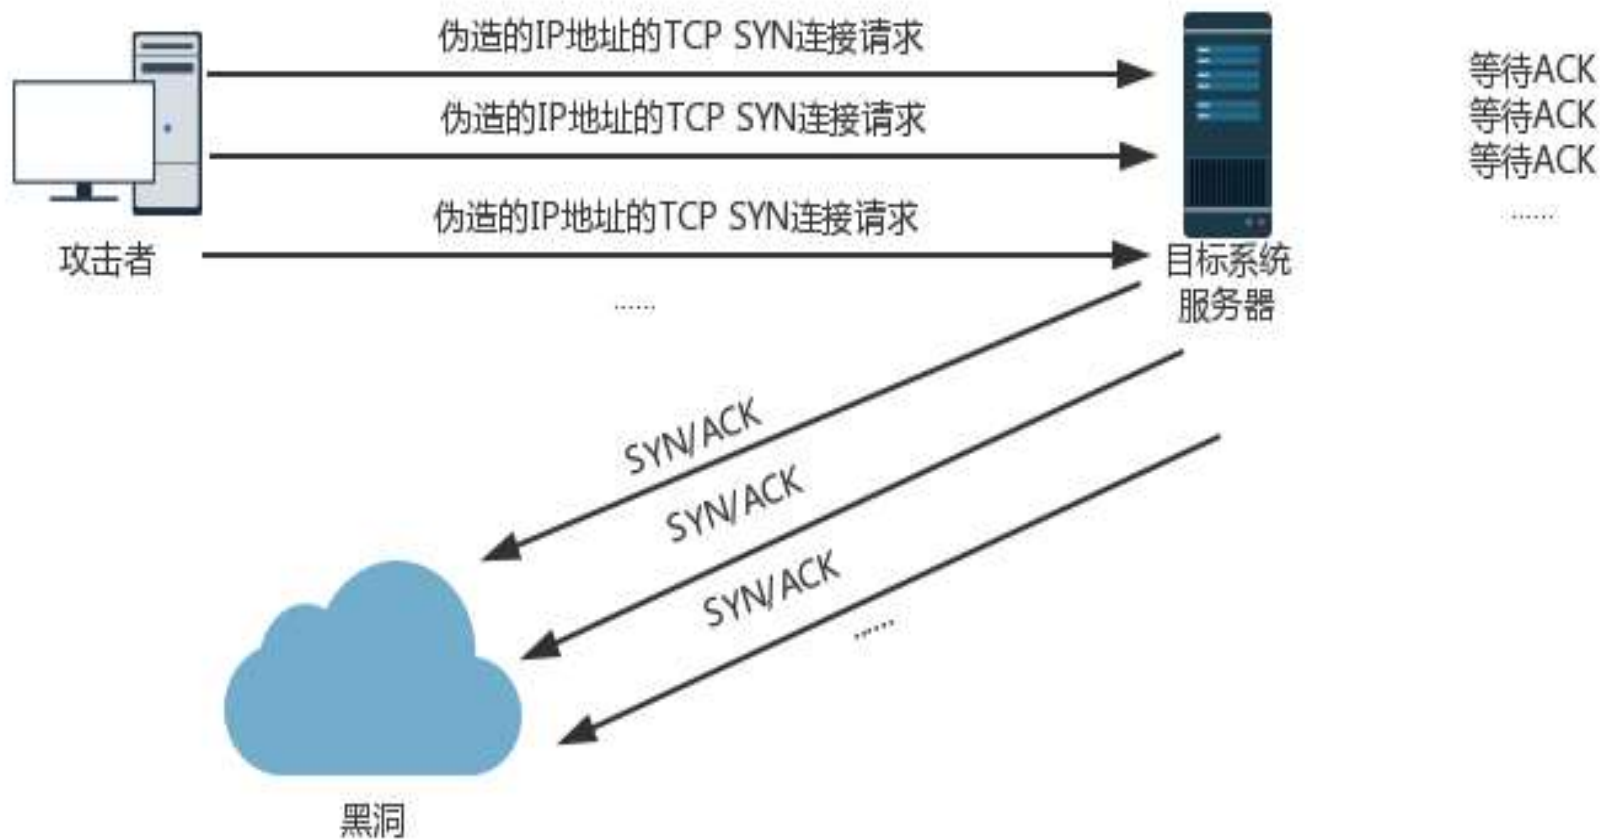 伪造的IP地址的TCP SYN连接请求
伪造的IP地址的TCP SYN连接请求
伪造的IP地址的TCP SYN连接请求
......
攻击者
目标系统
服务器
等待ACK
等待ACK
等待ACK
......
SYN/ACK
SYN/ACK
SYN/ACK
......
黑洞